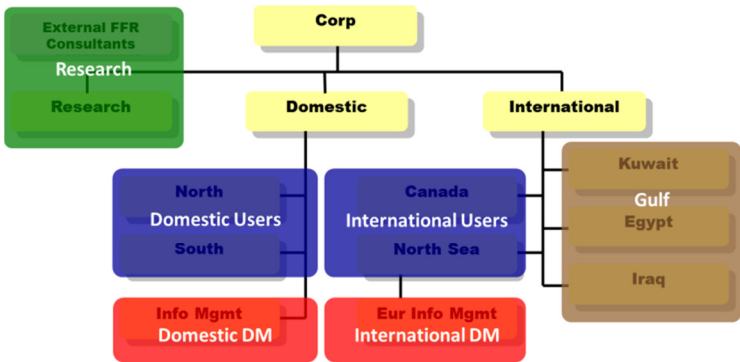 External FFR
Consultants
Research
Research
Corp
Domestic
International
North
Domestic Users
South
Info Mgmt
Domestic DM
Canada
International Users
North Sea
Eur Info Mgmt
International DM
Kuwait
Gulf
Egypt
Iraq